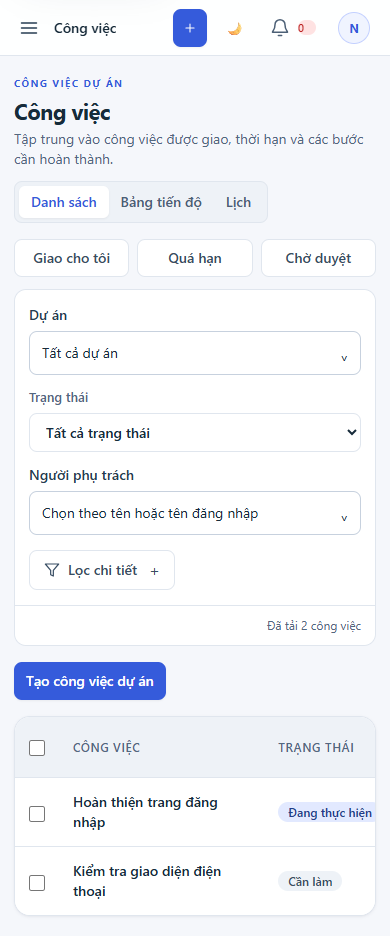 Công việc
+
0
N
CÔNG VIỆC DỰ ÁN
Công việc
Tập trung vào công việc được giao, thời hạn và các bước
cần hoàn thành.
Danh sách
Bảng tiến độ
Lịch
Giao cho tôi
Quá hạn
Chờ duyệt
Dự án
Tất cả dự án
v
Trạng thái
Tất cả trạng thái
Người phụ trách
Chọn theo tên hoặc tên đăng nhập
v
Lọc chi tiết +
Đã tải 2 công việc
Tạo công việc dự án
CÔNG VIỆC
TRẠNG THÁI
Hoàn thiện trang đăng
nhập
Đang thực hiện
Kiểm tra giao diện điện
thoại
Cần làm